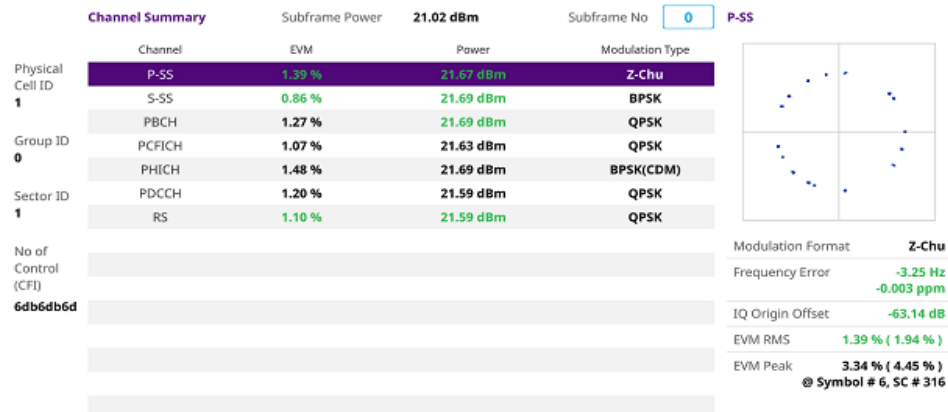 Channel Summary Subframe Power 21.02 dBm Subframe No 0 P-SS
Channel EVM Power Modulation Type
Physical
Cell ID
1
Group ID
0
Sector ID
1
No of
Control
(CFI)
6db6db6d
P-SS 1.39 % 21.67 dBm Z-Chu
S-SS 0.86 % 21.69 dBm BPSK
PBCH 1.27 % 21.69 dBm QPSK
PCFICH 1.07 % 21.63 dBm QPSK
PHICH 1.48 % 21.69 dBm BPSK(CDM)
PDCCH 1.20 % 21.59 dBm QPSK
RS 1.10 % 21.59 dBm QPSK
Modulation Format Z-Chu
Frequency Error -3.25 Hz
-0.003 ppm
IQ Origin Offset -63.14 dB
EVM RMS 1.39 % ( 1.94 % )
EVM Peak 3.34 % ( 4.45 % )
@ Symbol # 6, SC # 316